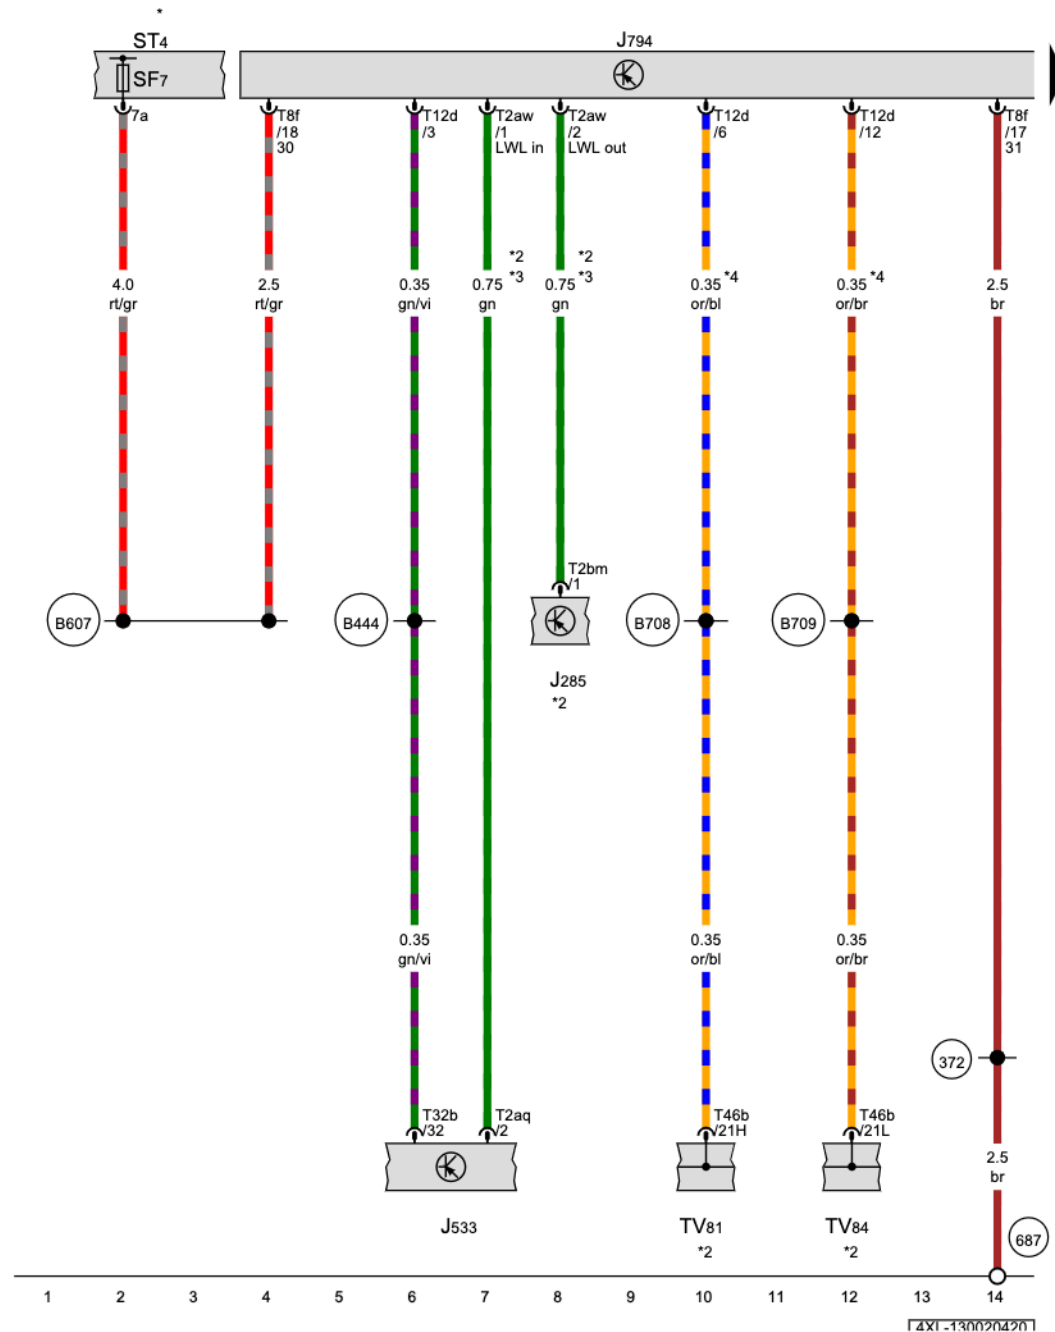 *
ST4
J794
SF7
7a
T8f
/18
30
T12d
/3
T2aw
/1
LWL in
T2aw
/2
LWL out
T12d
/6
T12d
/12
T8f
/17
31
*2
*3
*2
*3
*4
*4
4.0
rt/gr
2.5
rt/gr
0.35
gn/vi
0.75
gn
0.75
gn
0.35
or/bl
0.35
or/br
2.5
br
T2bm
/1
B607
B444
B708
B709
J285
*2
0.35
gn/vi
0.35
or/bl
0.35
or/br
372
T32b
/32
T2aq
/2
T46b
/21H
T46b
/21L
2.5
br
J533
TV81
*2
TV84
*2
687
1 2 3 4 5 6 7 8 9 10 11 12 13 14
4XL-130020420